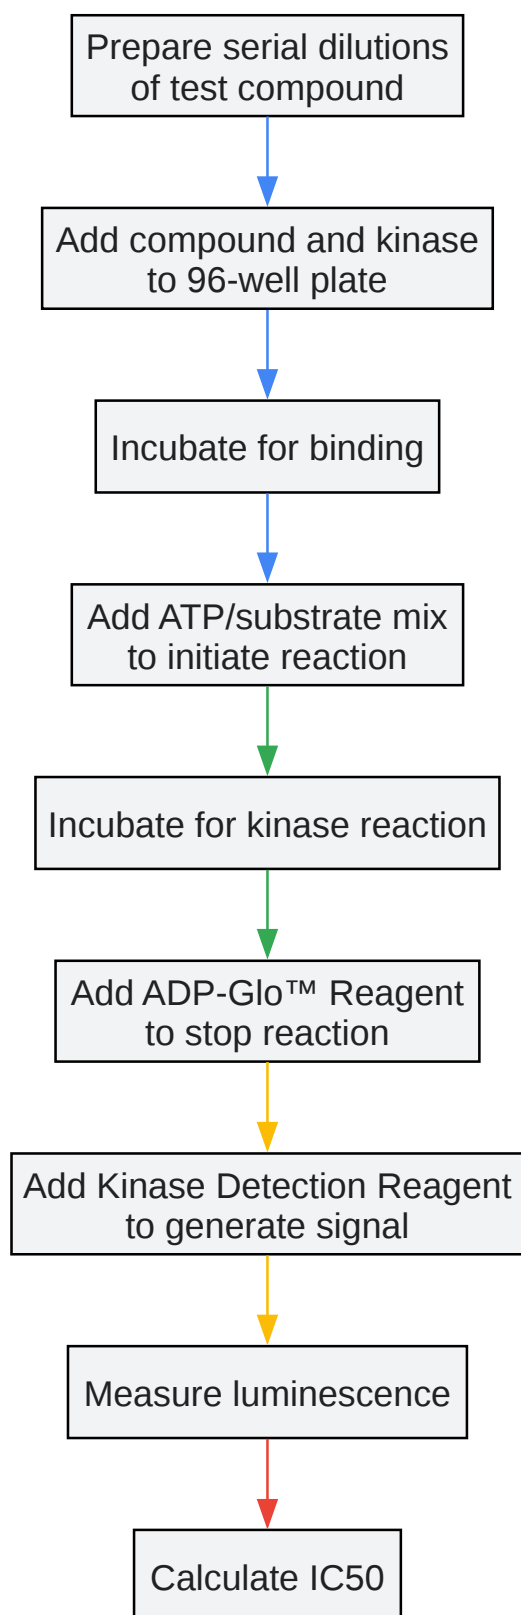 Prepare serial dilutions
of test compound
Add compound and kinase
to 96-well plate
Incubate for binding
Add ATP/substrate mix
to initiate reaction
Incubate for kinase reaction
Add ADP-Glo™ Reagent
to stop reaction
Add Kinase Detection Reagent
to generate signal
Measure luminescence
Calculate IC50